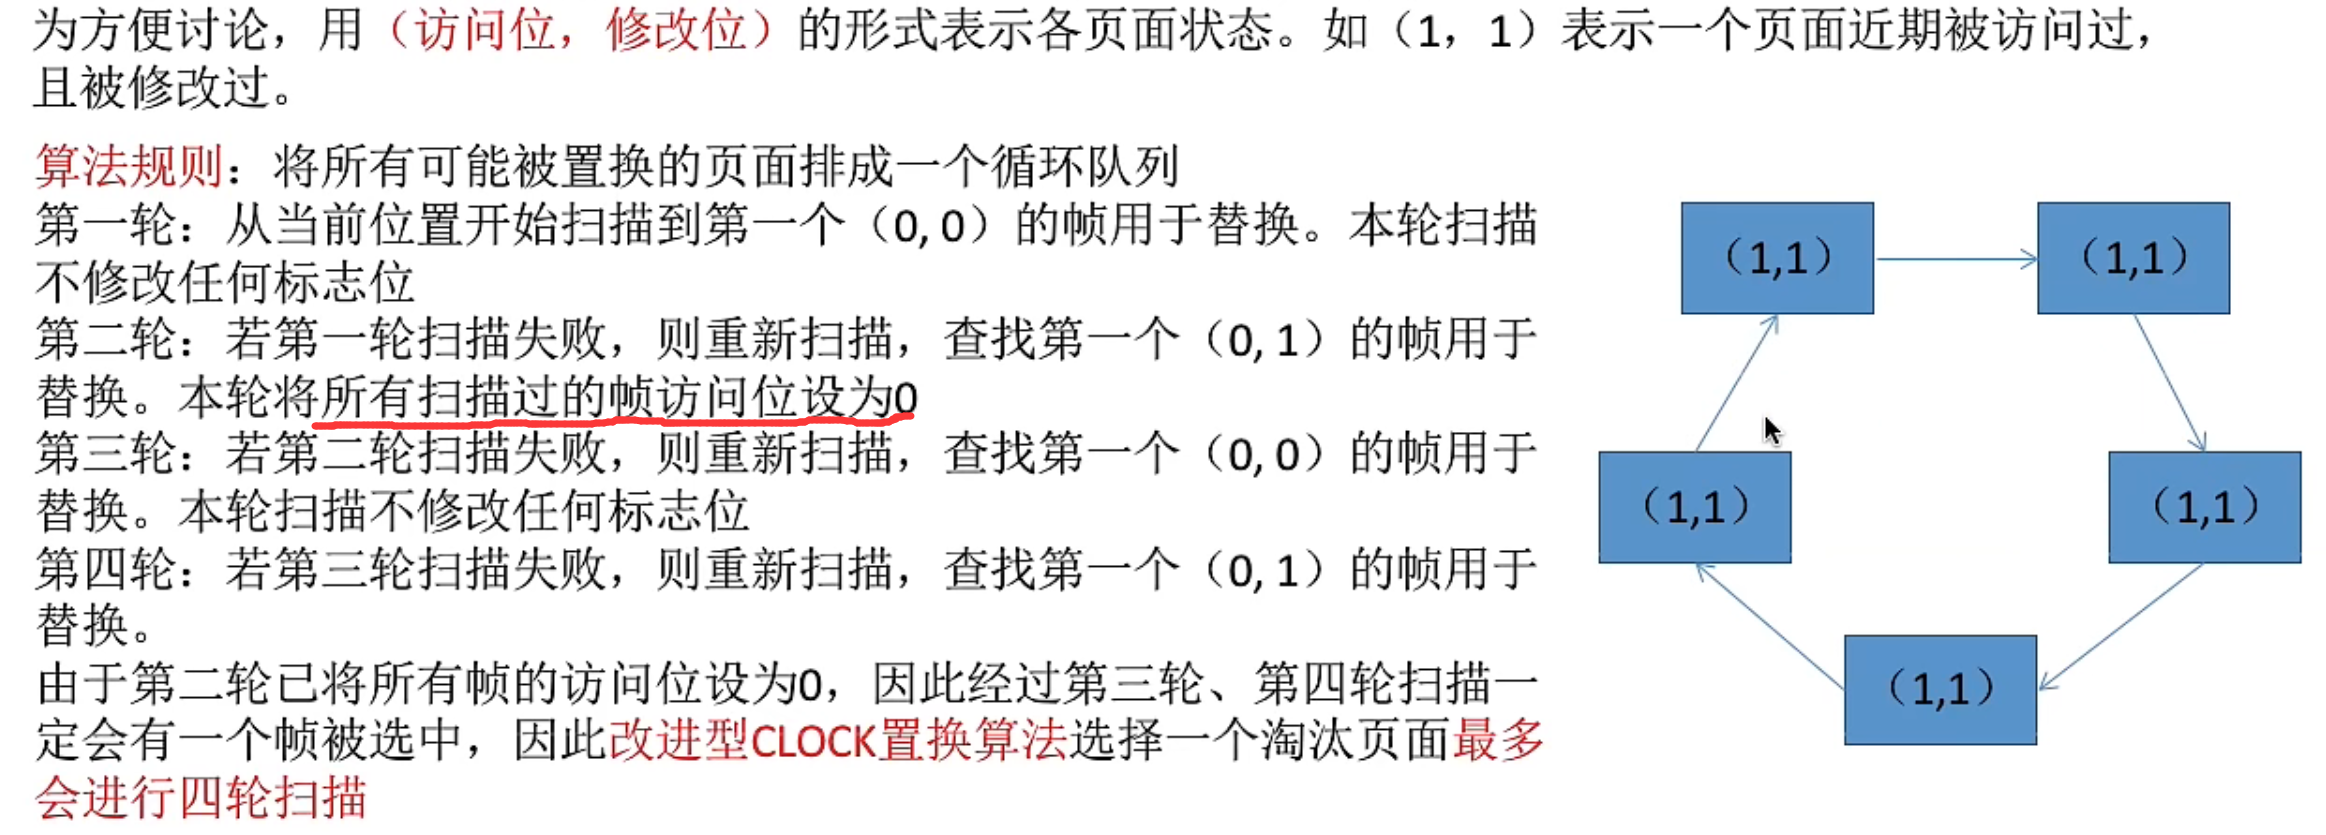 为方便讨论，用（访问位，修改位）的形式表示各页面状态。如（1，1）表示一个页面近期被访问过，
且被修改过。
算法规则：将所有可能被置换的页面排成一个循环队列
第一轮：从当前位置开始扫描到第一个（0, 0）的帧用于替换。本轮扫描
不修改任何标志位
第二轮：若第一轮扫描失败，则重新扫描，查找第一个（0, 1）的帧用于
替换。本轮将所有扫描过的帧访问位设为0
第三轮：若第二轮扫描失败，则重新扫描，查找第一个（0, 0）的帧用于
替换。本轮扫描不修改任何标志位
第四轮：若第三轮扫描失败，则重新扫描，查找第一个（0, 1）的帧用于
替换。
由于第二轮已将所有帧的访问位设为0，因此经过第三轮、第四轮扫描一
定会有一个帧被选中，因此改进型CLOCK置换算法选择一个淘汰页面最多
会进行四轮扫描
（1,1）
（1,1）
（1,1）
（1,1）
（1,1）